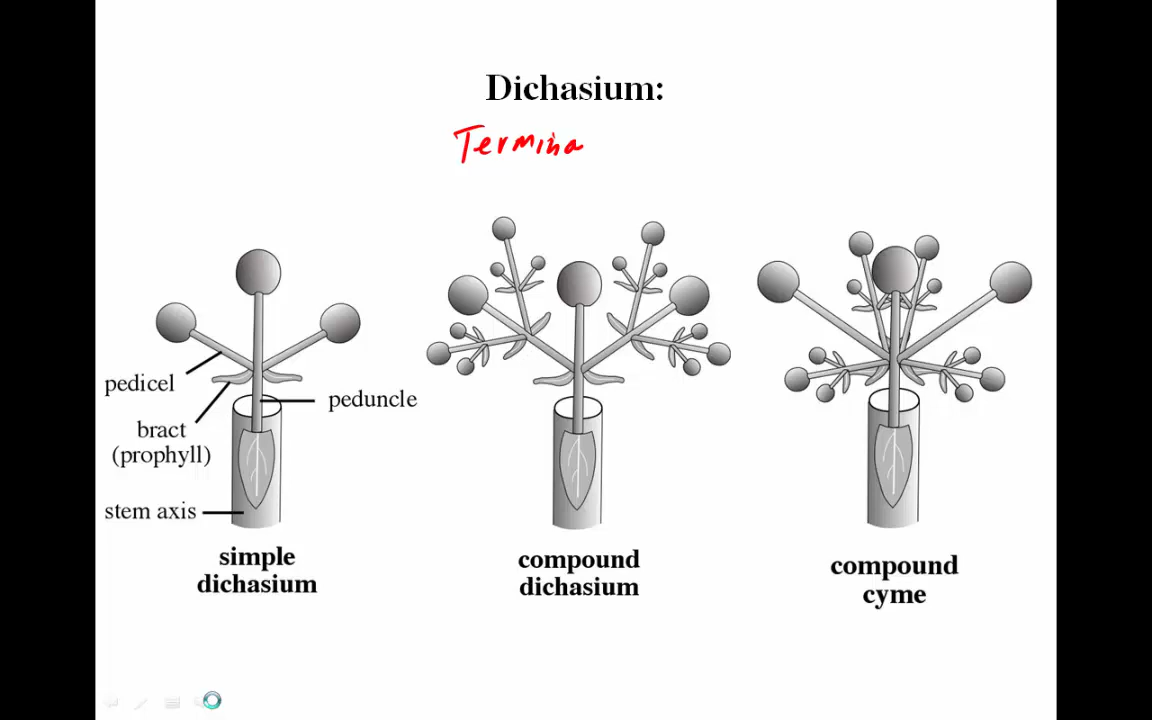 Dichasium:
Termina
pedicel
peduncle
bract
(prophyll)
stem axis
simple
dichasium
compound
dichasium
compound
cyme